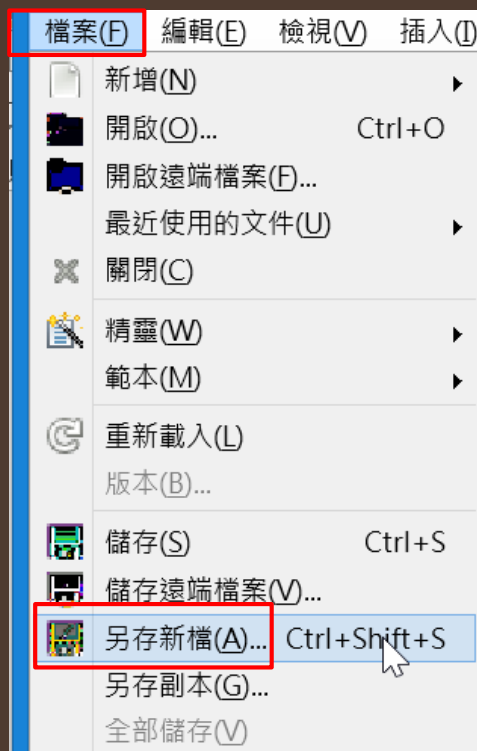 檔案(F) 編輯(E) 檢視(V) 插入(I)
新增(N)
開啟(O)... Ctrl+O
開啟遠端檔案(F)...
最近使用的文件(U)
關閉(C)
精靈(W)
範本(M)
重新載入(L)
版本(B)...
儲存(S) Ctrl+S
儲存遠端檔案(V)...
另存新檔(A)... Ctrl+Shift+S
另存副本(G)...
全部儲存(V)